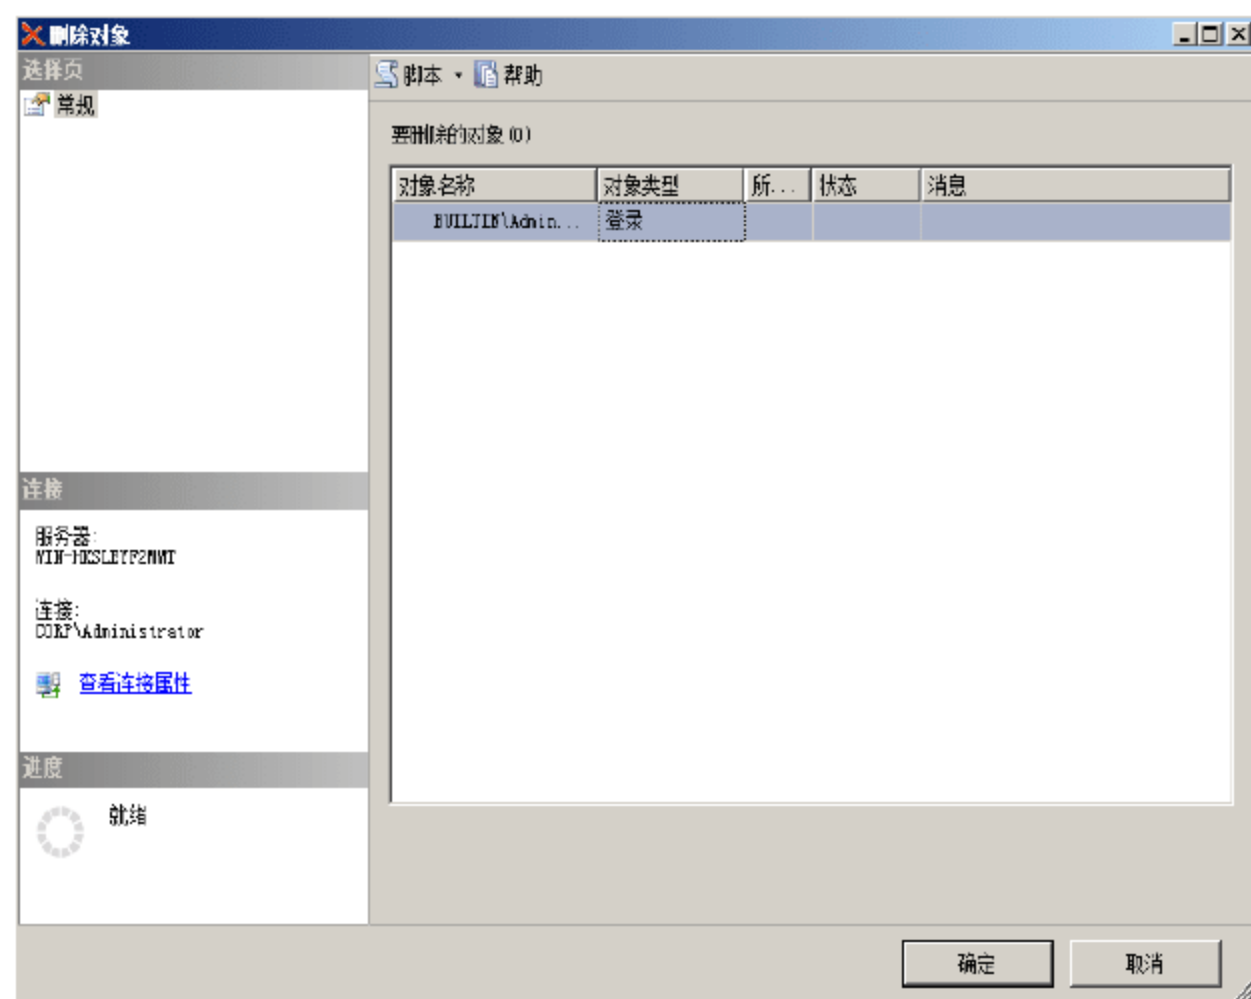 删除对象
选择页
常规
脚本 帮助
要删除的对象(O)
对象名称 对象类型 所... 状态 消息
BUILTIN\Admin... 登录
连接
服务器:
WIN-HKSLBYF2NMT
连接:
CORP\Administrator
查看连接属性
进度
就绪
确定 取消